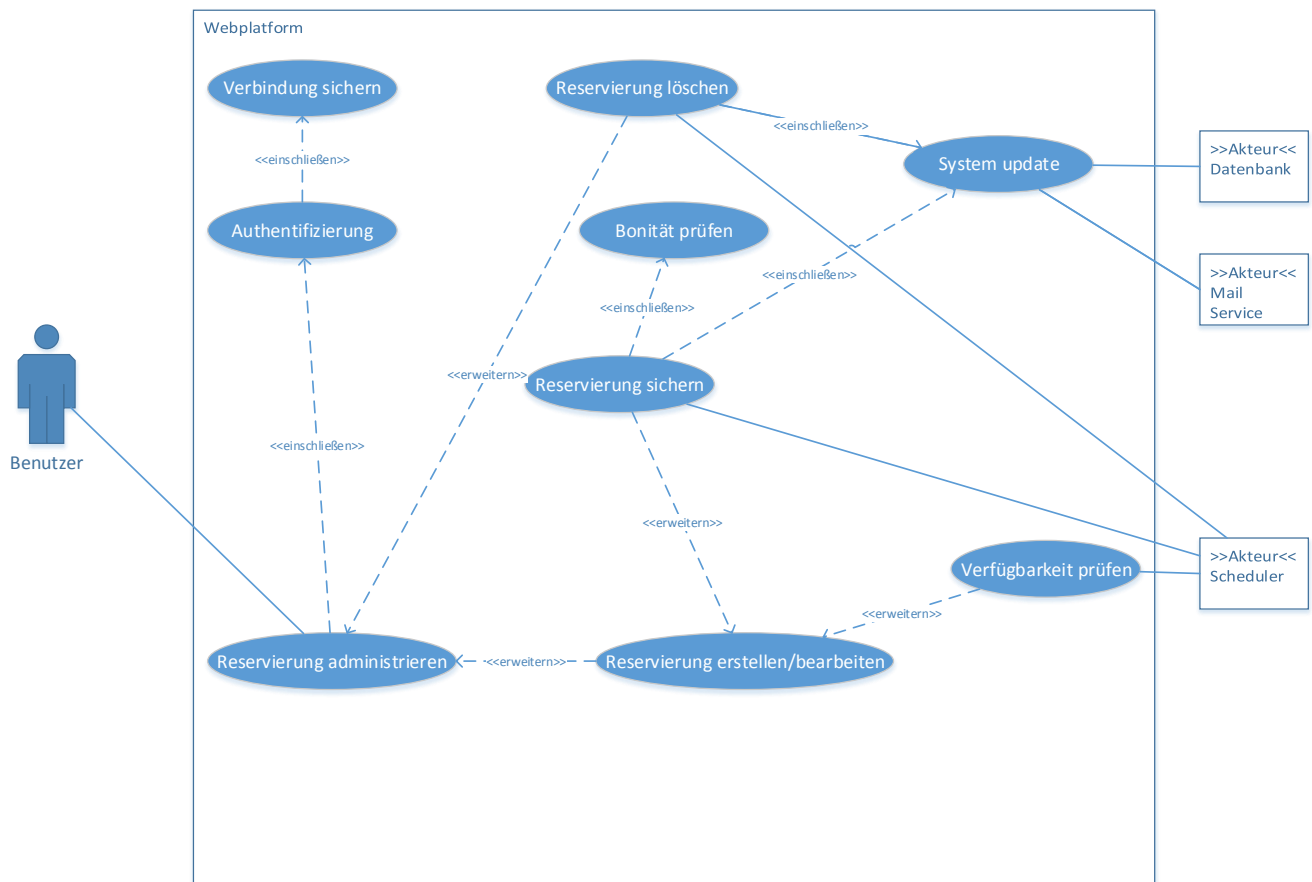 Webplatform
Verbindung sichern
Reservierung löschen
<<einschließen>>
System update
>>Akteur<<
Datenbank
<<einschließen>>
Authentifizierung
Bonität prüfen
<<einschließen>>
>>Akteur<<
Mail
Service
<<einschließen>>
<<erweitern>>
Reservierung sichern
Benutzer
<<einschließen>>
<<erweitern>>
Verfügbarkeit prüfen
>>Akteur<<
Scheduler
<<erweitern>>
Reservierung administrieren
<<erweitern>>
Reservierung erstellen/bearbeiten